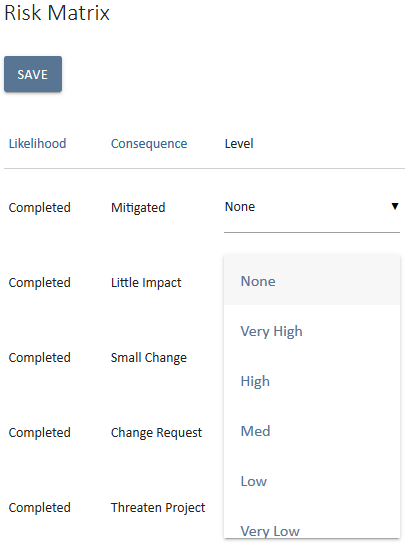 Risk Matrix
SAVE
Likelihood Consequence Level
Completed Mitigated None
Completed Little Impact None
Very High
Completed Small Change High
Completed Change Request Med
Low
Completed Threaten Project Very Low